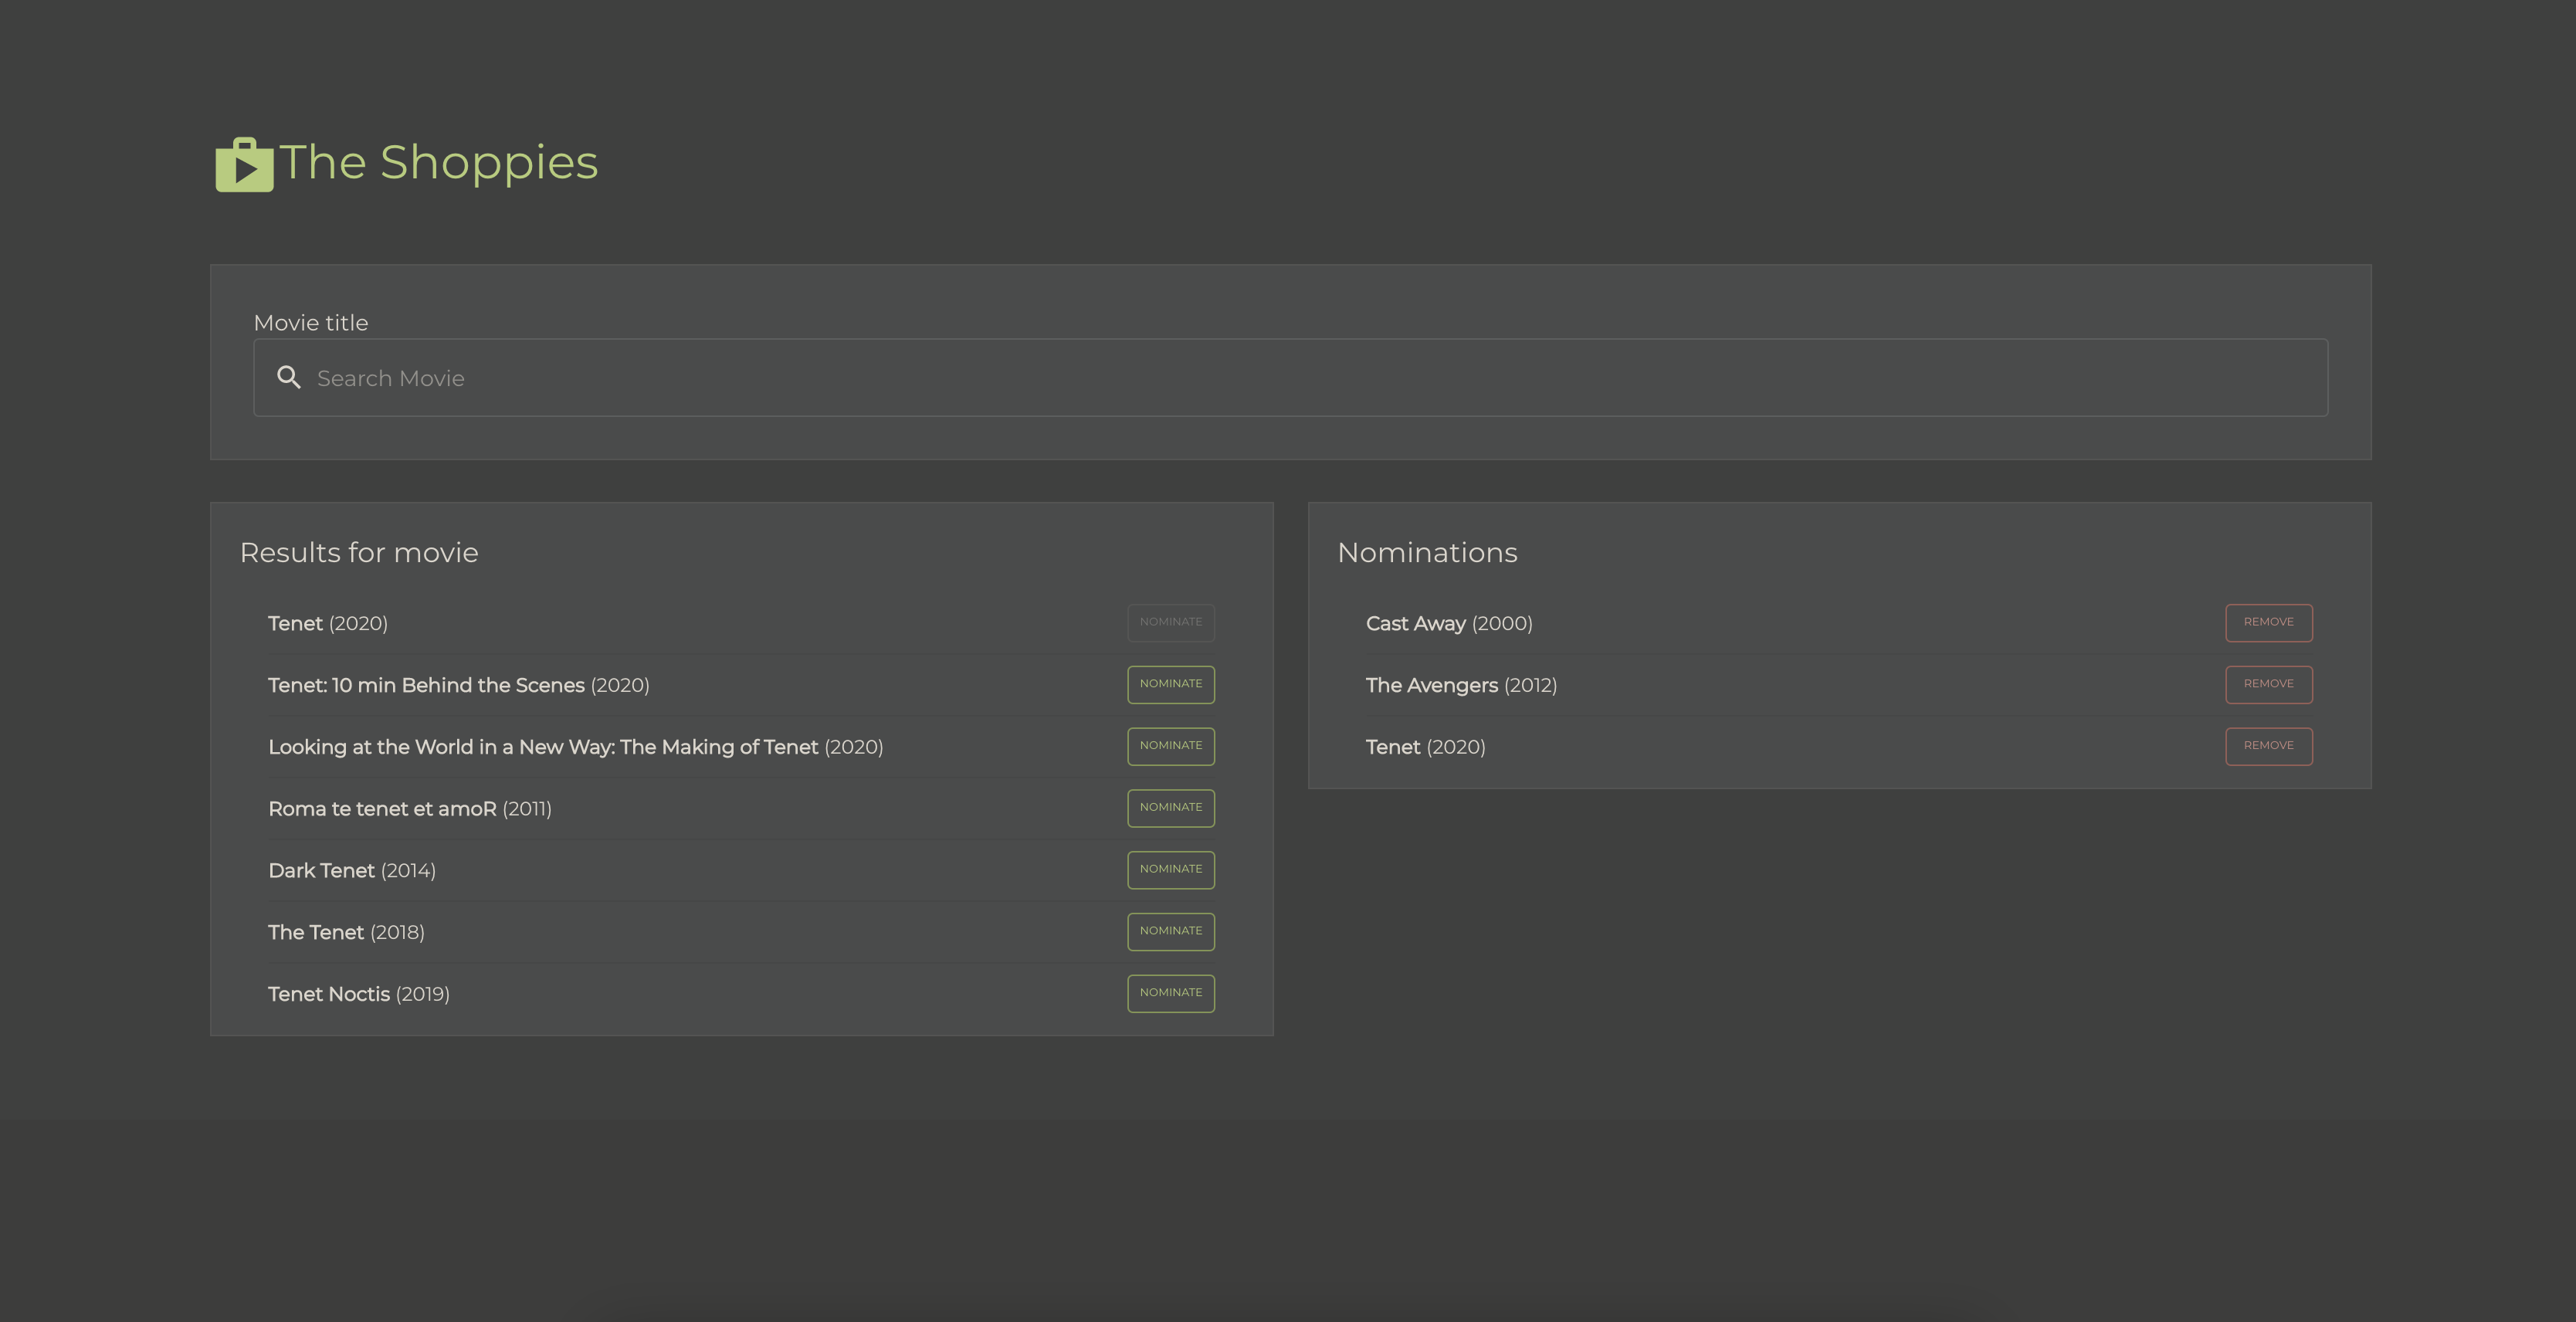 The Shoppies
Movie title
Search Movie
Results for movie
Tenet (2020) NOMINATE
Tenet: 10 min Behind the Scenes (2020) NOMINATE
Looking at the World in a New Way: The Making of Tenet (2020) NOMINATE
Roma te tenet et amoR (2011) NOMINATE
Dark Tenet (2014) NOMINATE
The Tenet (2018) NOMINATE
Tenet Noctis (2019) NOMINATE
Nominations
Cast Away (2000) REMOVE
The Avengers (2012) REMOVE
Tenet (2020) REMOVE